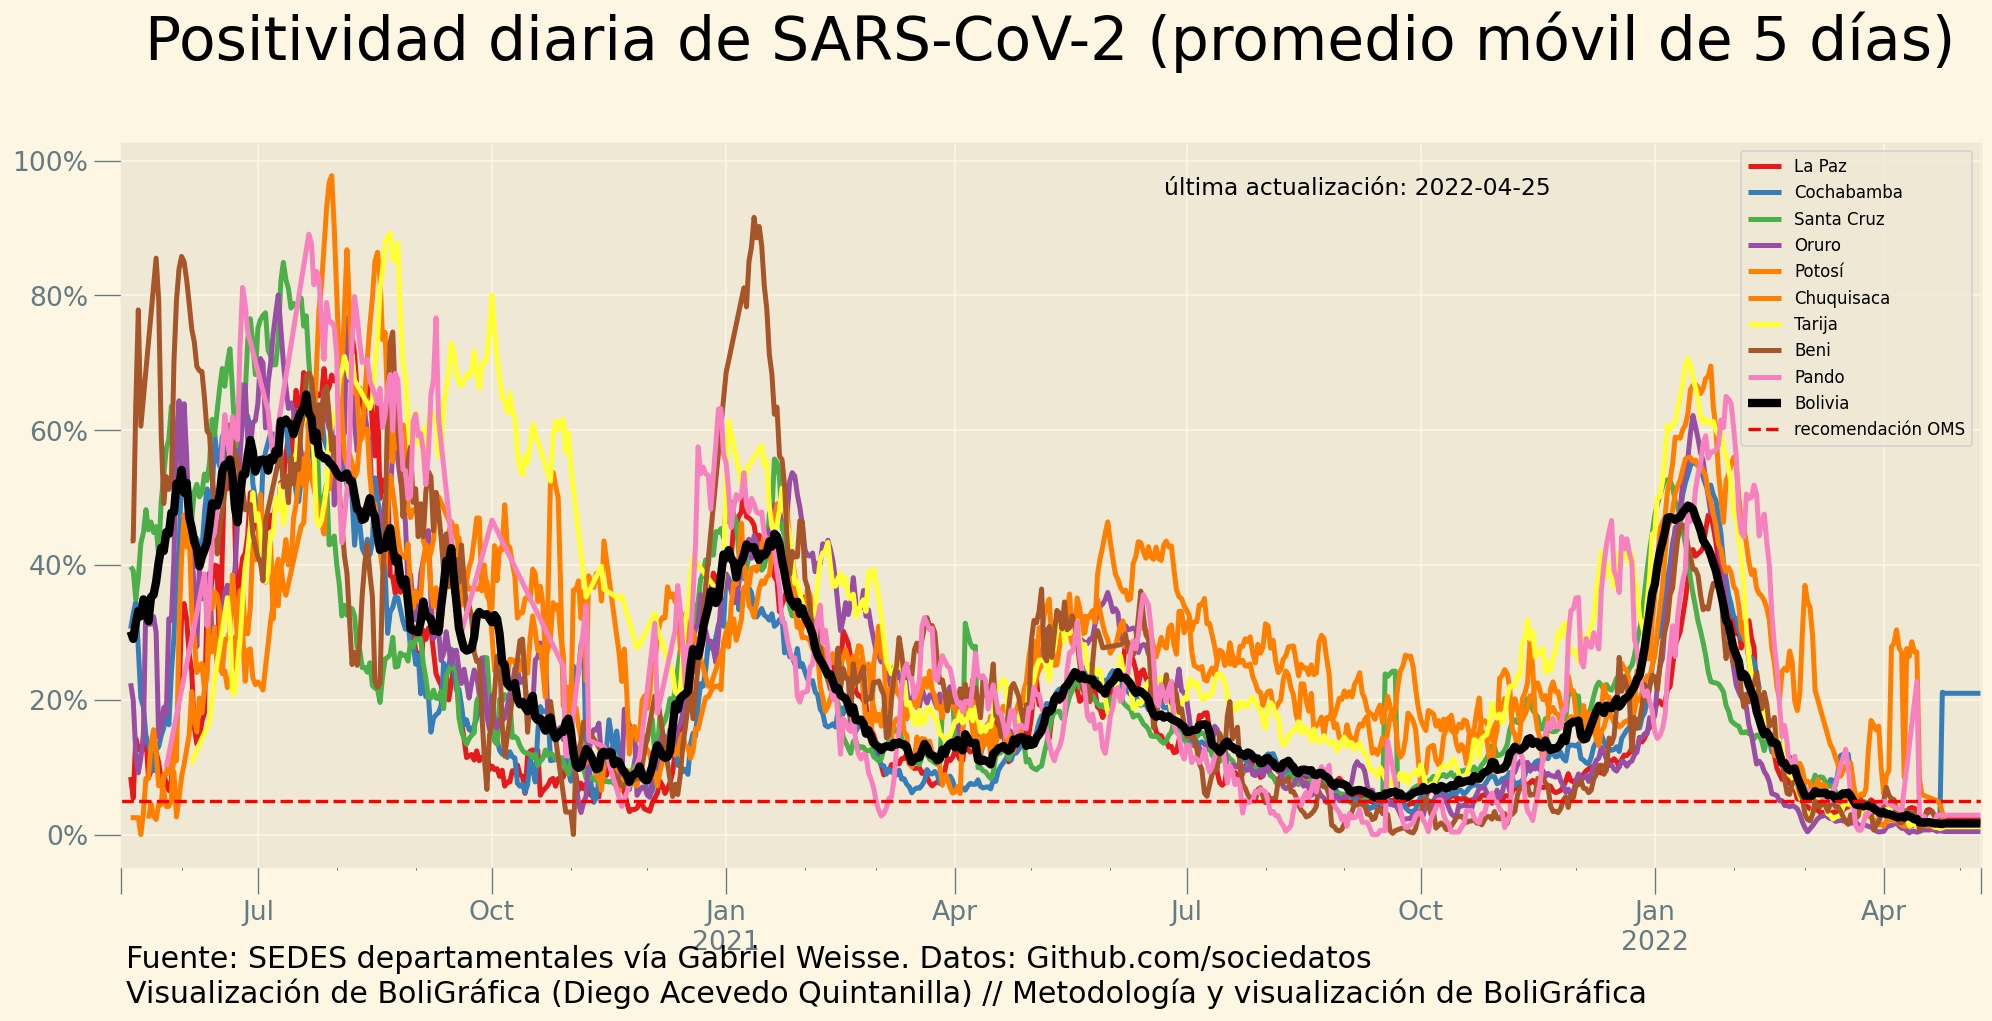 Positividad diaria de SARS-CoV-2 (promedio móvil de 5 días)
última actualización: 2022-04-25
La Paz
Cochabamba
Santa Cruz
Oruro
Potosí
Chuquisaca
Tarija
Beni
Pando
Bolivia
recomendación OMS
100%
80%
60%
40%
20%
0%
Jul
Oct
Jan
2021
Apr
Jul
Oct
Jan
2022
Apr
Fuente: SEDES departamentales vía Gabriel Weisse. Datos: Github.com/sociedatos
Visualización de BoliGráfica (Diego Acevedo Quintanilla) // Metodología y visualización de BoliGráfica